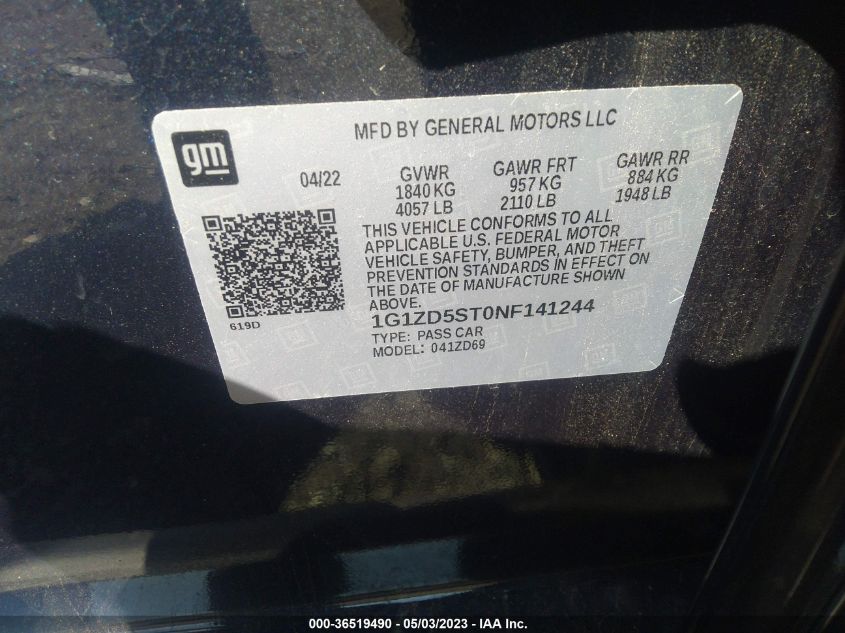 MFD BY GENERAL MOTORS LLC
gm
04/22
GVWR
1840 KG
4057 LB
GAWR FRT
957 KG
2110 LB
GAWR RR
884 KG
1948 LB
THIS VEHICLE CONFORMS TO ALL
APPLICABLE U.S. FEDERAL MOTOR
VEHICLE SAFETY, BUMPER, AND THEFT
PREVENTION STANDARDS IN EFFECT ON
THE DATE OF MANUFACTURE SHOWN
ABOVE.
1G1ZD5ST0NF141244
TYPE: PASS CAR
MODEL: 041ZD69
619D
000-36519490 - 05/03/2023 - IAA Inc.